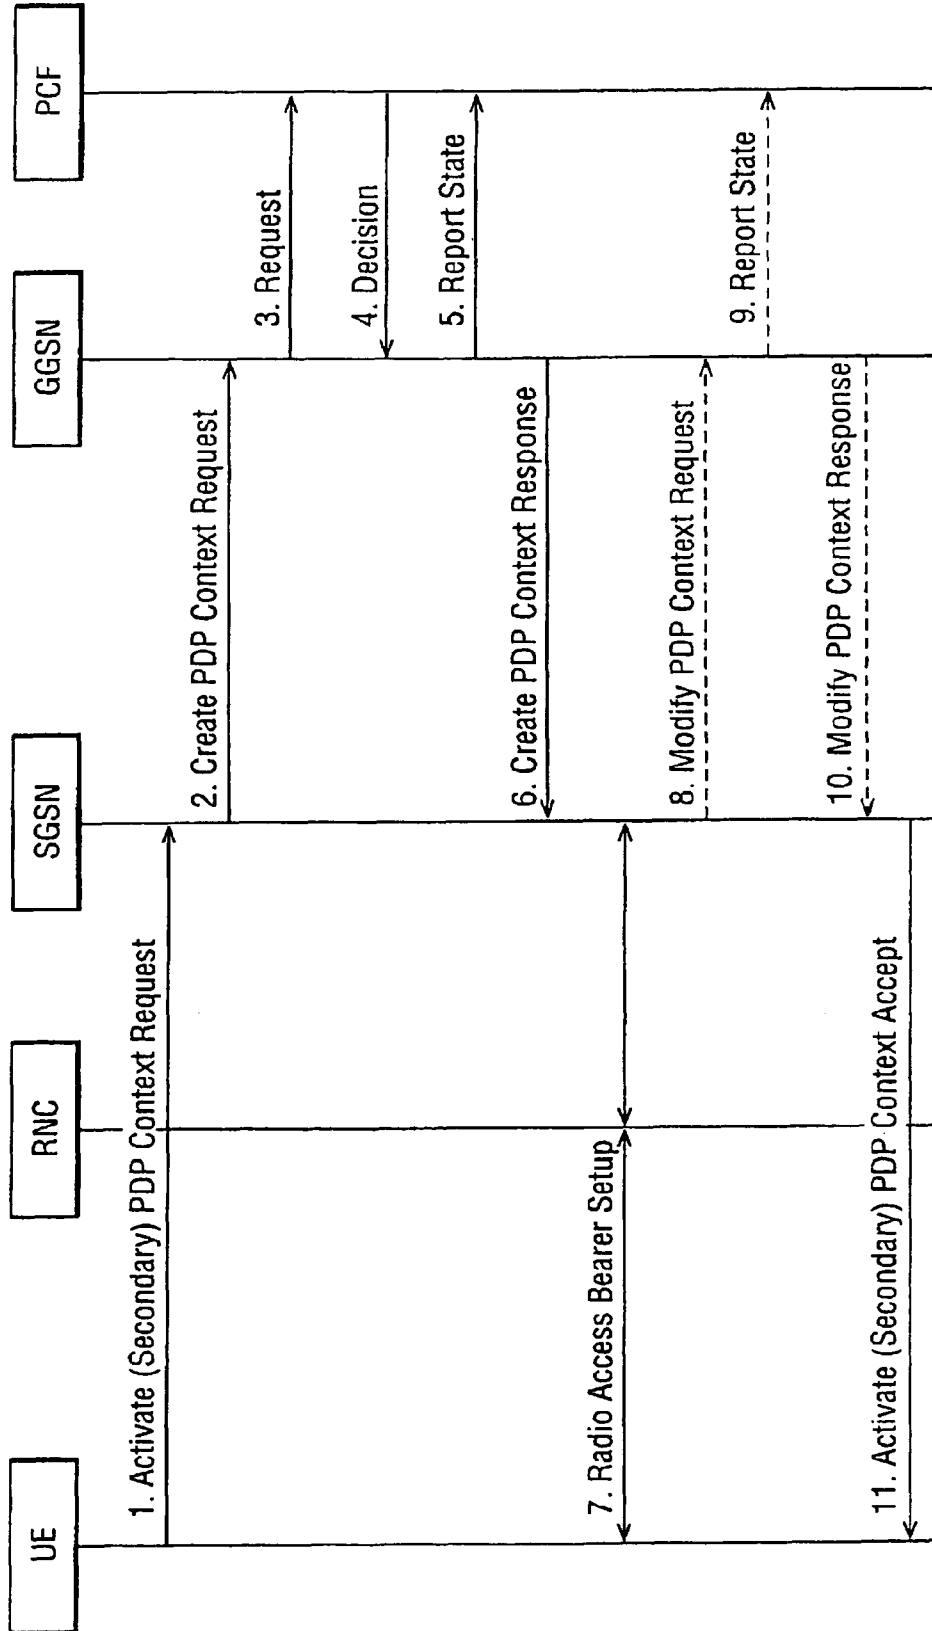 UE
RNC
SGSN
GGSN
PCF
1. Activate (Secondary) PDP Context Request
2. Create PDP Context Request
3. Request
4. Decision
5. Report State
6. Create PDP Context Response
7. Radio Access Bearer Setup
8. Modify PDP Context Request
9. Report State
10. Modify PDP Context Response
11. Activate (Secondary) PDP Context Accept